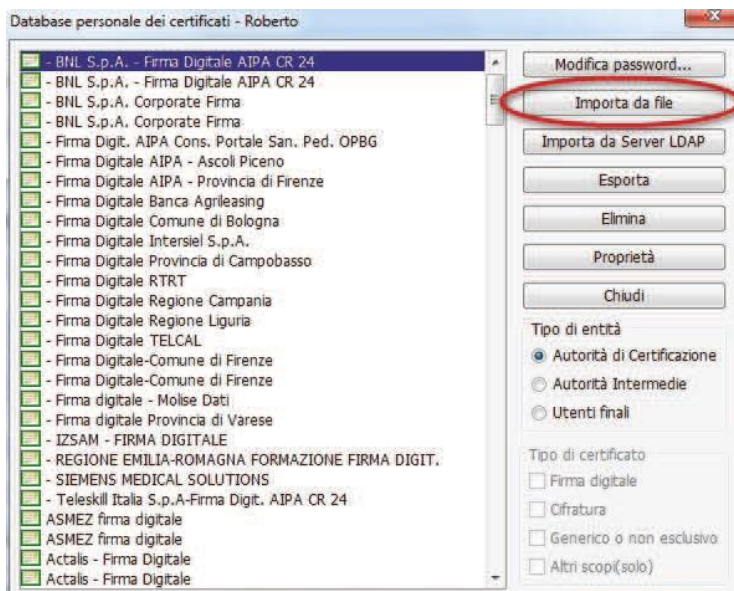 Database personale dei certificati - Roberto
- BNL S.p.A. - Firma Digitale AIPA CR 24
- BNL S.p.A. - Firma Digitale AIPA CR 24
- BNL S.p.A. Corporate Firma
- BNL S.p.A. Corporate Firma
- Firma Digit. AIPA Cons. Portale San. Ped. OPBG
- Firma Digitale AIPA - Ascoli Piceno
- Firma Digitale AIPA - Provincia di Firenze
- Firma Digitale Banca Agrileasing
- Firma Digitale Comune di Bologna
- Firma Digitale Intersiel S.p.A.
- Firma Digitale Provincia di Campobasso
- Firma Digitale RTRT
- Firma Digitale Regione Campania
- Firma Digitale Regione Liguria
- Firma Digitale TELCAL
- Firma Digitale-Comune di Firenze
- Firma Digitale-Comune di Firenze
- Firma digitale - Molise Dati
- Firma digitale Provincia di Varese
- IZSAM - FIRMA DIGITALE
- REGIONE EMILIA-ROMAGNA FORMAZIONE FIRMA DIGIT.
- SIEMENS MEDICAL SOLUTIONS
- Teleskill Italia S.p.A-Firma Digit. AIPA CR 24
ASMEZ firma digitale
ASMEZ firma digitale
Actalis - Firma Digitale
Actalis - Firma Digitale
Modifica password...
Importa da file
Importa da Server LDAP
Esporta
Elimina
Proprietà
Chiudi
Tipo di entità
Autorità di Certificazione
Autorità Intermedie
Utenti finali
Tipo di certificato
Firma digitale
Cifratura
Generico o non esclusivo
Altri scopi(solo)